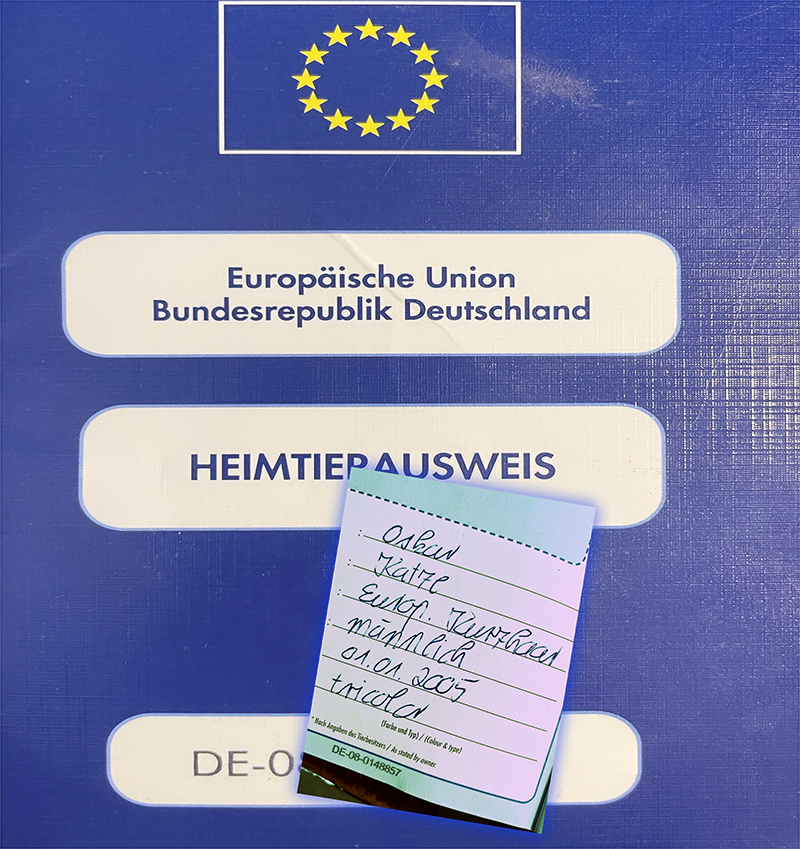 Europäische Union
Bundesrepublik Deutschland
HEIMTIERAUSWEIS
: Oskar
: Katze
: Europ. Kurzhaar
: männlich
01.01.2005
tricolor
(Farbe und Typ) / (Colour & type)
* Nach Angaben des Tierbesitzers / As stated by owner.
DE-08-0148857
DE-0